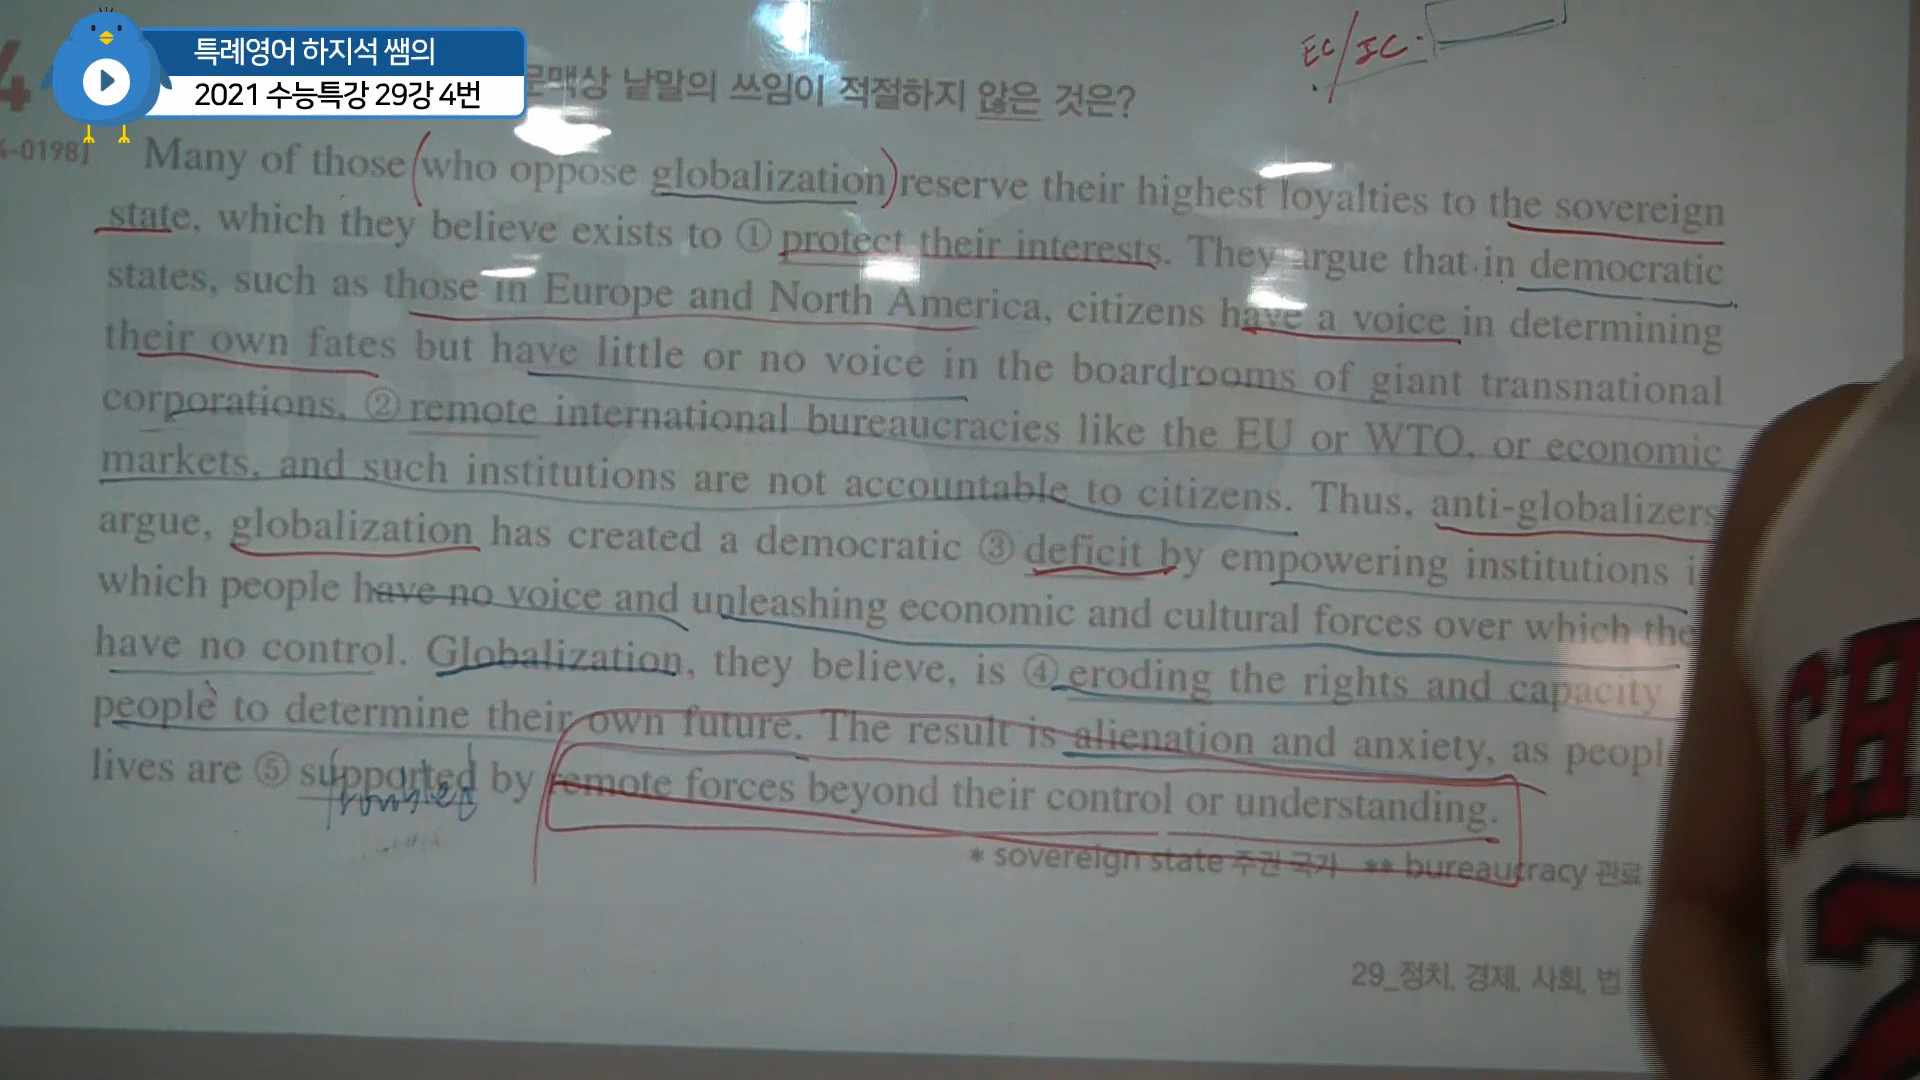 특례영어 하지석 쌤의
2021 수능특강 29강 4번
4
문맥상 낱말의 쓰임이 적절하지 않은 것은?
EC/IC.
4-0198]
Many of those (who oppose globalization) reserve their highest loyalties to the sovereign
state, which they believe exists to ① protect their interests. They argue that in democratic
states, such as those in Europe and North America, citizens have a voice in determining
their own fates but have little or no voice in the boardrooms of giant transnational
corporations, ② remote international bureaucracies like the EU or WTO, or economic
markets, and such institutions are not accountable to citizens. Thus, anti-globalizers
argue, globalization has created a democratic ③ deficit by empowering institutions i
which people have no voice and unleashing economic and cultural forces over which the
have no control. Globalization, they believe, is ④ eroding the rights and capacity
people to determine their own future. The result is alienation and anxiety, as peopl
lives are ⑤ supported by remote forces beyond their control or understanding.
troubled
* sovereign state 주권 국가 ** bureaucracy 관료
29_정치, 경제, 사회, 법
CH
2